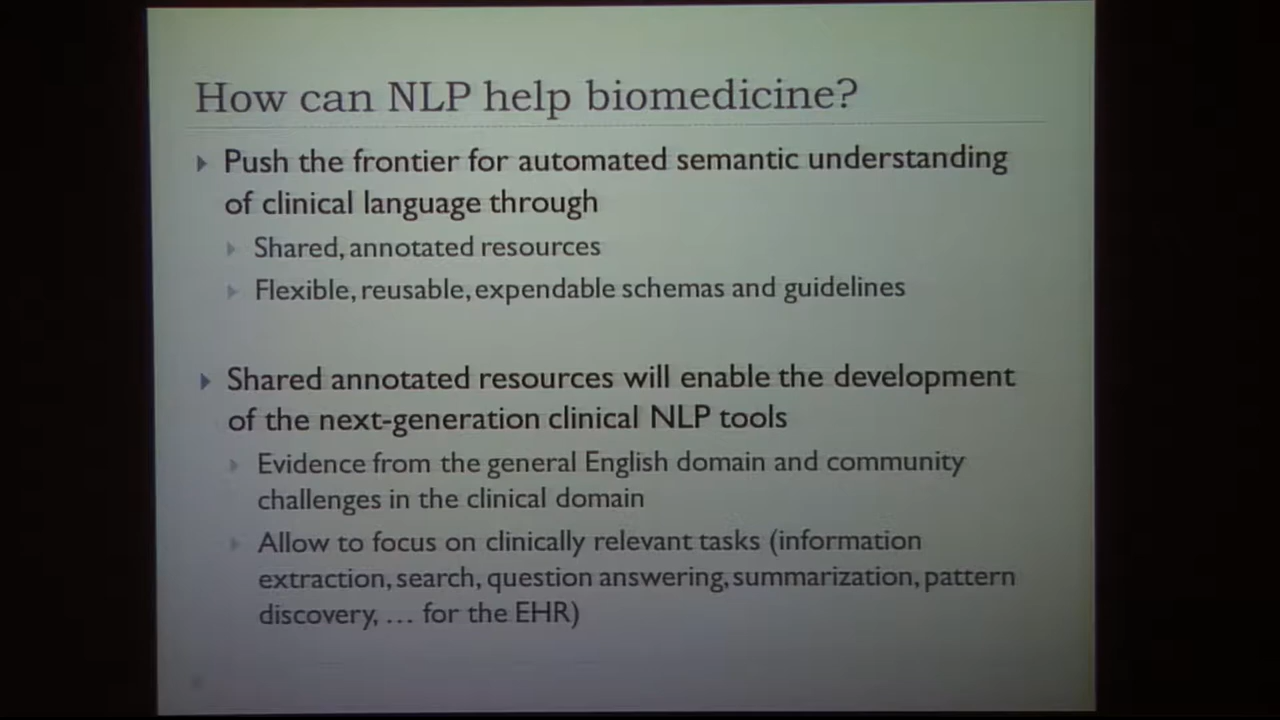 How can NLP help biomedicine?
Push the frontier for automated semantic understanding
of clinical language through
Shared, annotated resources
Flexible, reusable, expendable schemas and guidelines
Shared annotated resources will enable the development
of the next-generation clinical NLP tools
Evidence from the general English domain and community
challenges in the clinical domain
Allow to focus on clinically relevant tasks (information
extraction, search, question answering, summarization, pattern
discovery, … for the EHR)